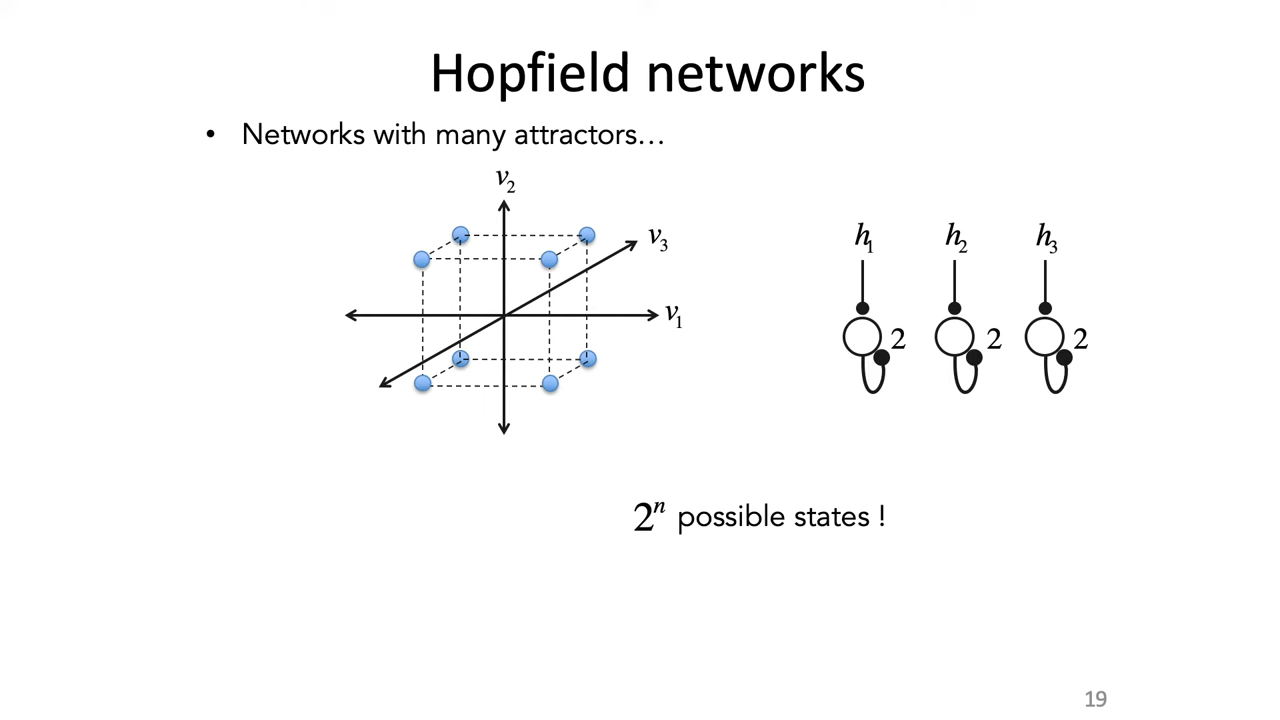 Hopfield networks
• Networks with many attractors…
v₂
v₃
v₁
h₁ h₂ h₃
2 2 2
2ⁿ possible states !
19